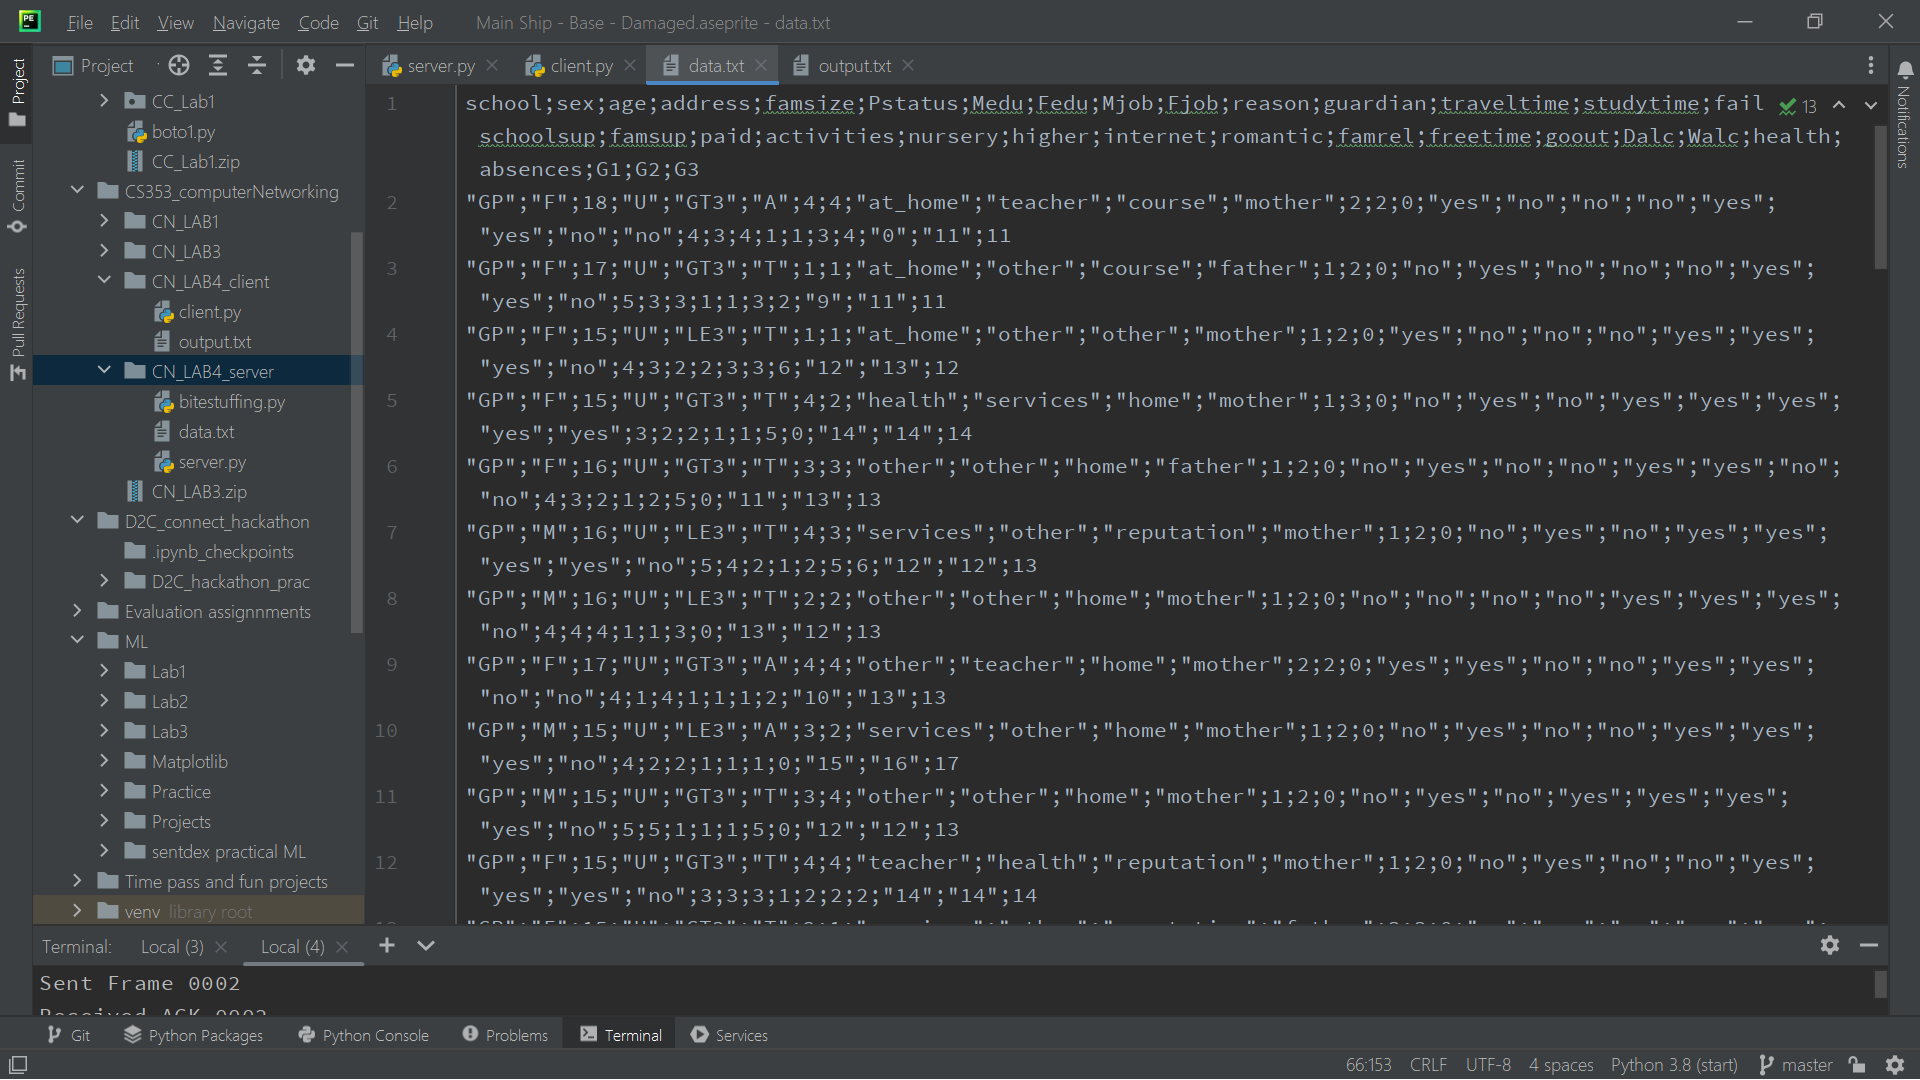 File Edit View Navigate Code Git Help Main Ship - Base - Damaged.aseprite - data.txt
Project
server.py
client.py
data.txt
output.txt
Project
Commit
Pull Requests
Notifications
CC_Lab1
boto1.py
CC_Lab1.zip
CS353_computerNetworking
CN_LAB1
CN_LAB3
CN_LAB4_client
client.py
output.txt
CN_LAB4_server
bitestuffing.py
data.txt
server.py
CN_LAB3.zip
D2C_connect_hackathon
.ipynb_checkpoints
D2C_hackathon_prac
Evaluation assignnments
ML
Lab1
Lab2
Lab3
Matplotlib
Practice
Projects
sentdex practical ML
Time pass and fun projects
venv library root
13
1 school;sex;age;address;famsize;Pstatus;Medu;Fedu;Mjob;Fjob;reason;guardian;traveltime;studytime;fail
schoolsup;famsup;paid;activities;nursery;higher;internet;romantic;famrel;freetime;goout;Dalc;Walc;health;
absences;G1;G2;G3
2 "GP";"F";18;"U";"GT3";"A";4;4;"at_home";"teacher";"course";"mother";2;2;0;"yes";"no";"no";"no";"yes";
"yes";"no";"no";4;3;4;1;1;3;4;"0";"11";11
3 "GP";"F";17;"U";"GT3";"T";1;1;"at_home";"other";"course";"father";1;2;0;"no";"yes";"no";"no";"no";"yes";
"yes";"no";5;3;3;1;1;3;2;"9";"11";11
4 "GP";"F";15;"U";"LE3";"T";1;1;"at_home";"other";"other";"mother";1;2;0;"yes";"no";"no";"no";"yes";"yes";
"yes";"no";4;3;2;2;3;3;6;"12";"13";12
5 "GP";"F";15;"U";"GT3";"T";4;2;"health";"services";"home";"mother";1;3;0;"no";"yes";"no";"yes";"yes";"yes";
"yes";"yes";3;2;2;1;1;5;0;"14";"14";14
6 "GP";"F";16;"U";"GT3";"T";3;3;"other";"other";"home";"father";1;2;0;"no";"yes";"no";"no";"yes";"yes";"no";
"no";4;3;2;1;2;5;0;"11";"13";13
7 "GP";"M";16;"U";"LE3";"T";4;3;"services";"other";"reputation";"mother";1;2;0;"no";"yes";"no";"yes";"yes";
"yes";"yes";"no";5;4;2;1;2;5;6;"12";"12";13
8 "GP";"M";16;"U";"LE3";"T";2;2;"other";"other";"home";"mother";1;2;0;"no";"no";"no";"no";"yes";"yes";"yes";
"no";4;4;4;1;1;3;0;"13";"12";13
9 "GP";"F";17;"U";"GT3";"A";4;4;"other";"teacher";"home";"mother";2;2;0;"yes";"yes";"no";"no";"yes";"yes";
"no";"no";4;1;4;1;1;1;2;"10";"13";13
10 "GP";"M";15;"U";"LE3";"A";3;2;"services";"other";"home";"mother";1;2;0;"no";"yes";"no";"no";"yes";"yes";
"yes";"no";4;2;2;1;1;1;0;"15";"16";17
11 "GP";"M";15;"U";"GT3";"T";3;4;"other";"other";"home";"mother";1;2;0;"no";"yes";"no";"yes";"yes";"yes";
"yes";"no";5;5;1;1;1;5;0;"12";"12";13
12 "GP";"F";15;"U";"GT3";"T";4;4;"teacher";"health";"reputation";"mother";1;2;0;"no";"yes";"no";"no";"yes";
"yes";"yes";"no";3;3;3;1;2;2;2;"14";"14";14
Terminal: Local (3) Local (4)
Sent Frame 0002
Received ACK 0002
Git Python Packages Python Console Problems Terminal Services
66:153 CRLF UTF-8 4 spaces Python 3.8 (start) master